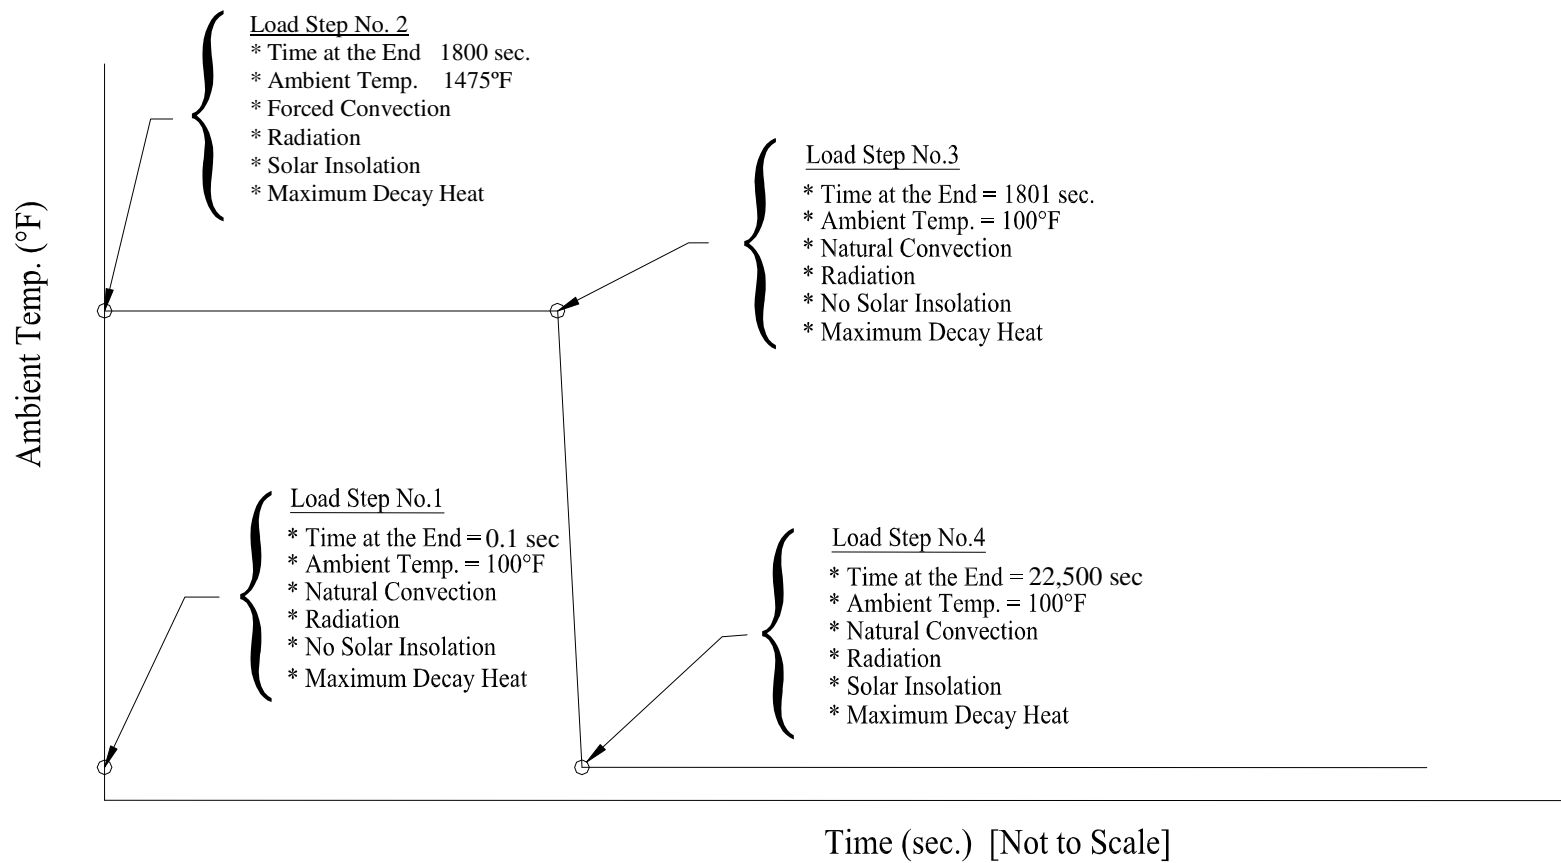 Load Step No. 2
* Time at the End 1800 sec.
* Ambient Temp. 1475ºF
* Forced Convection
* Radiation
* Solar Insolation
* Maximum Decay Heat
Load Step No.3
* Time at the End = 1801 sec.
* Ambient Temp. = 100°F
* Natural Convection
* Radiation
* No Solar Insolation
* Maximum Decay Heat
Ambient Temp. (°F)
Load Step No.1
* Time at the End = 0.1 sec
* Ambient Temp. = 100°F
* Natural Convection
* Radiation
* No Solar Insolation
* Maximum Decay Heat
Load Step No.4
* Time at the End = 22,500 sec
* Ambient Temp. = 100°F
* Natural Convection
* Radiation
* Solar Insolation
* Maximum Decay Heat
Time (sec.) [Not to Scale]